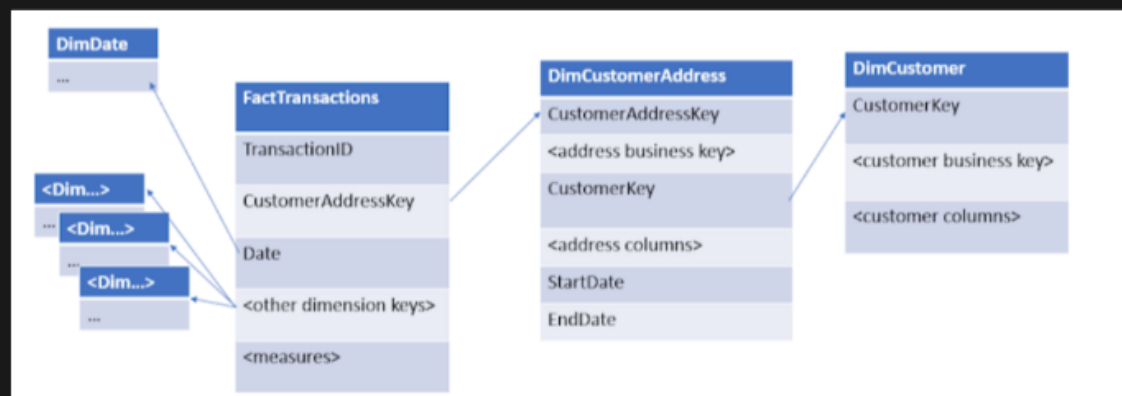 DimDate
...
<Dim...>
...
<Dim...>
...
<Dim...>
...
FactTransactions
TransactionID
CustomerAddressKey
Date
<other dimension keys>
<measures>
DimCustomerAddress
CustomerAddressKey
<address business key>
CustomerKey
<address columns>
StartDate
EndDate
DimCustomer
CustomerKey
<customer business key>
<customer columns>